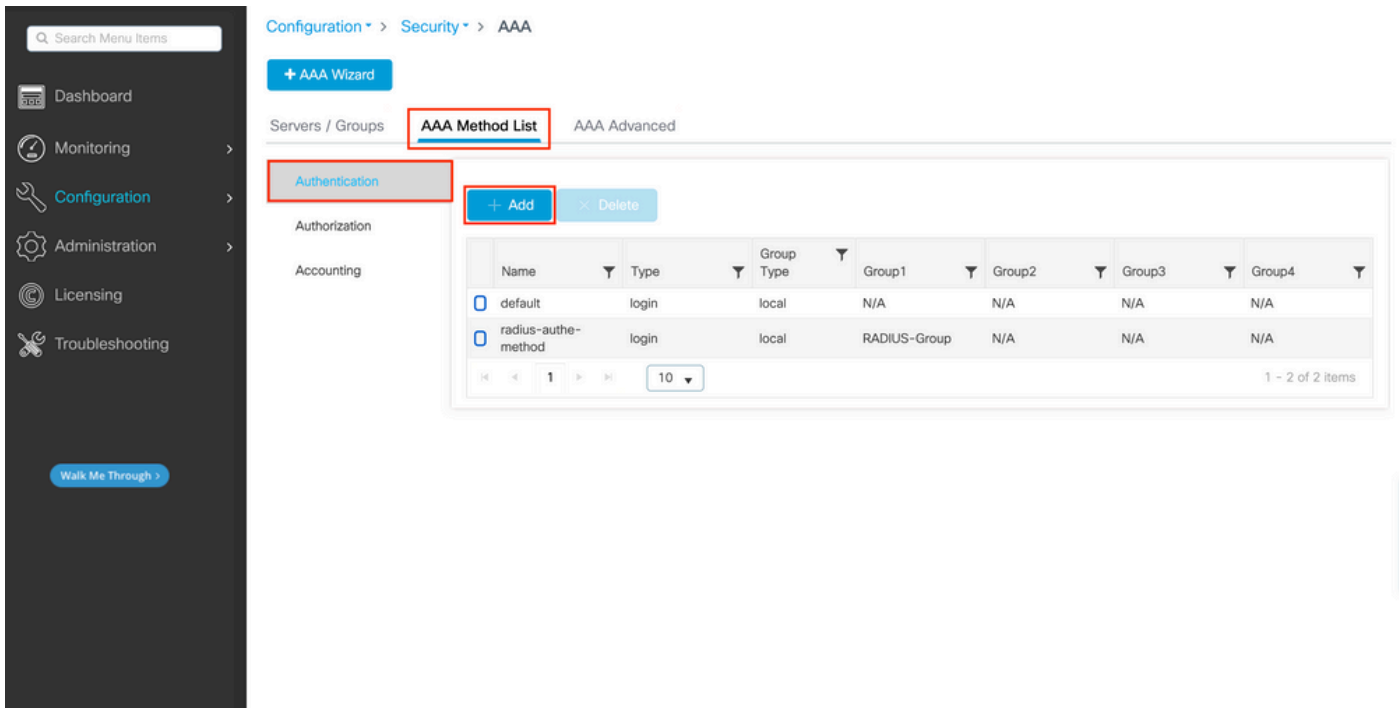 Search Menu Items
Dashboard
Monitoring
Configuration
Administration
Licensing
Troubleshooting
Walk Me Through >
Configuration > Security > AAA
+ AAA Wizard
Servers / Groups AAA Method List AAA Advanced
Authentication
Authorization
Accounting
+ Add × Delete
Name Type Group Type Group1 Group2 Group3 Group4
default login local N/A N/A N/A N/A
radius-authe-method login local RADIUS-Group N/A N/A N/A
1 10 1 - 2 of 2 items